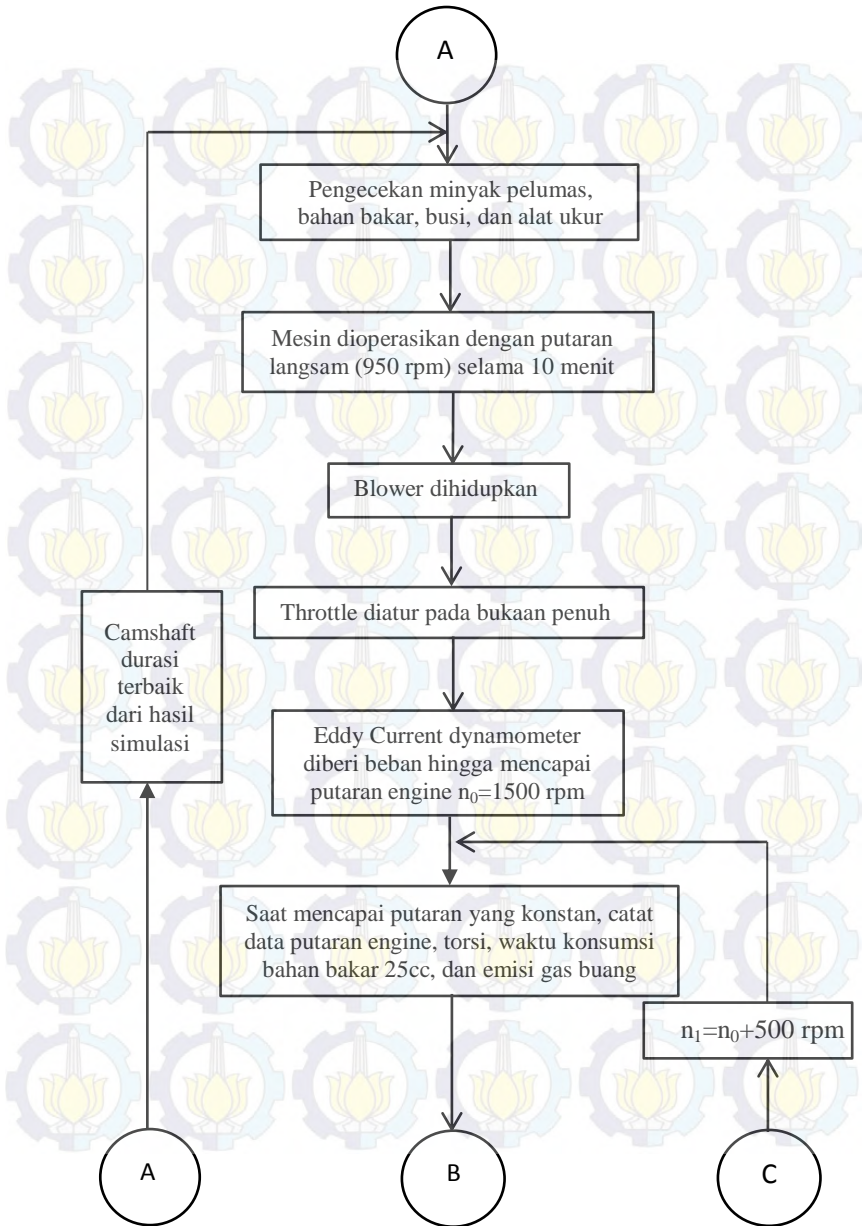 A
Pengecekan minyak pelumas,
bahan bakar, busi, dan alat ukur
Mesin dioperasikan dengan putaran
langsam (950 rpm) selama 10 menit
Blower dihidupkan
Throttle diatur pada bukaan penuh
Camshaft
durasi
terbaik
dari hasil
simulasi
Eddy Current dynamometer
diberi beban hingga mencapai
putaran engine n₀=1500 rpm
Saat mencapai putaran yang konstan, catat
data putaran engine, torsi, waktu konsumsi
bahan bakar 25cc, dan emisi gas buang
n₁=n₀+500 rpm
A
B
C